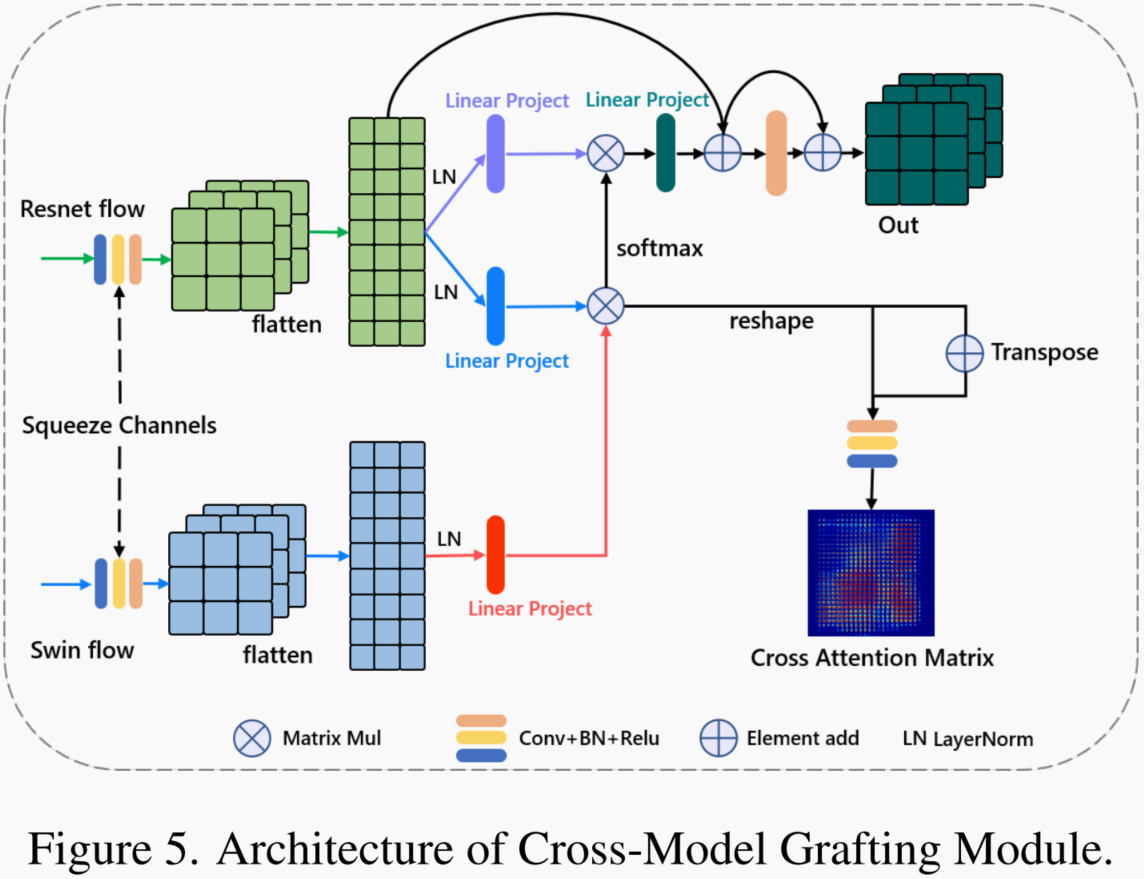 Linear Project
Linear Project
LN
Resnet flow
Out
softmax
LN
flatten
reshape
Transpose
Linear Project
Squeeze Channels
LN
Linear Project
Swin flow
flatten
Cross Attention Matrix
Matrix Mul
Conv+BN+Relu
Element add
LN LayerNorm
Figure 5. Architecture of Cross-Model Grafting Module.